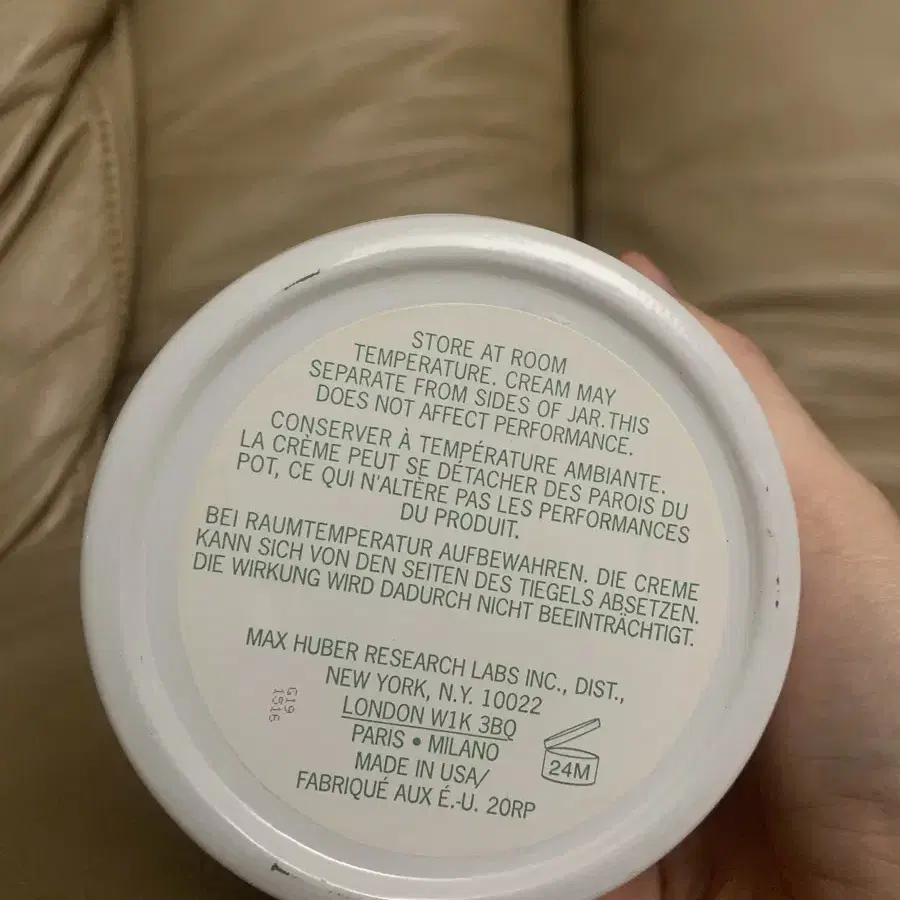 STORE AT ROOM
TEMPERATURE. CREAM MAY
SEPARATE FROM SIDES OF JAR.THIS
DOES NOT AFFECT PERFORMANCE.
CONSERVER À TEMPÉRATURE AMBIANTE.
LA CRÈME PEUT SE DÉTACHER DES PAROIS DU
POT, CE QUI N'ALTÈRE PAS LES PERFORMANCES
DU PRODUIT.
BEI RAUMTEMPERATUR AUFBEWAHREN. DIE CREME
KANN SICH VON DEN SEITEN DES TIEGELS ABSETZEN.
DIE WIRKUNG WIRD DADURCH NICHT BEEINTRÄCHTIGT.
MAX HUBER RESEARCH LABS INC., DIST.,
NEW YORK, N.Y. 10022
LONDON W1K 3BQ
PARIS • MILANO
MADE IN USA/
FABRIQUÉ AUX É.-U. 20RP
24M